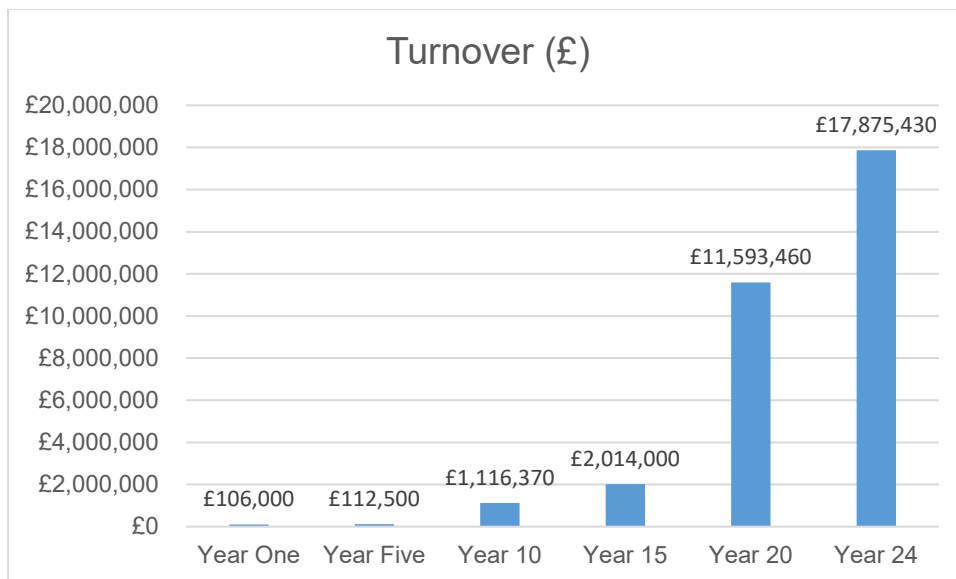 Turnover (£)
£20,000,000
£18,000,000
£16,000,000
£14,000,000
£12,000,000
£10,000,000
£8,000,000
£6,000,000
£4,000,000
£2,000,000
£0
£106,000
£112,500
£1,116,370
£2,014,000
£11,593,460
£17,875,430
Year One
Year Five
Year 10
Year 15
Year 20
Year 24